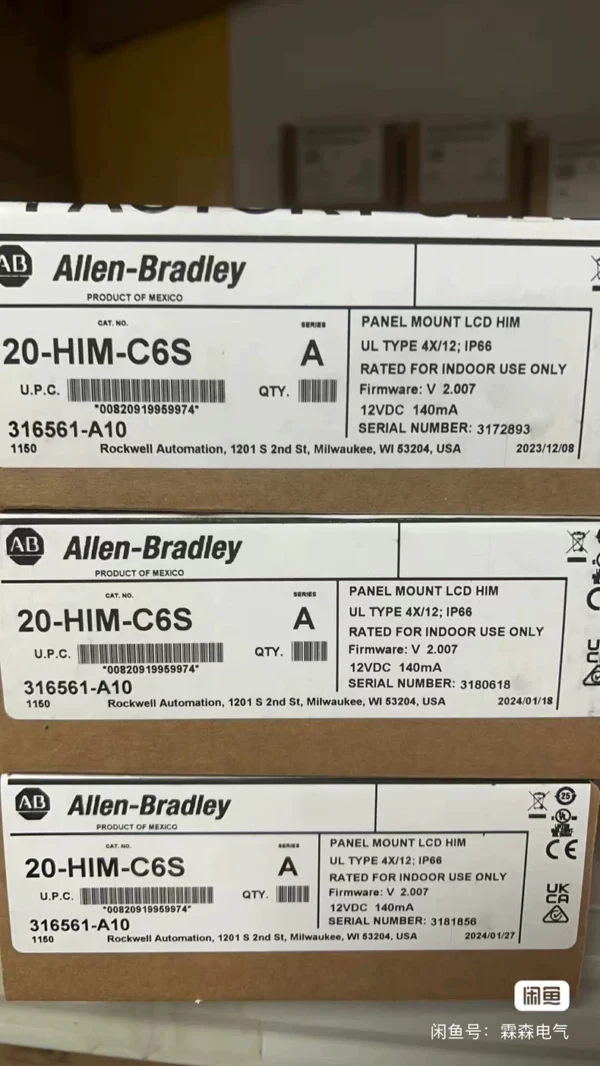 AB Allen-Bradley
PRODUCT OF MEXICO
CAT. NO.
SERIES
20-HIM-C6S
A
U.P.C.
QTY.
*00820919959974*
316561-A10
1150
Rockwell Automation, 1201 S 2nd St, Milwaukee, WI 53204, USA
2023/12/08
PANEL MOUNT LCD HIM
UL TYPE 4X/12; IP66
RATED FOR INDOOR USE ONLY
Firmware: V 2.007
12VDC 140mA
SERIAL NUMBER: 3172893
AB Allen-Bradley
PRODUCT OF MEXICO
CAT. NO.
SERIES
20-HIM-C6S
A
U.P.C.
QTY.
*00820919959974*
316561-A10
1150
Rockwell Automation, 1201 S 2nd St, Milwaukee, WI 53204, USA
2024/01/18
PANEL MOUNT LCD HIM
UL TYPE 4X/12; IP66
RATED FOR INDOOR USE ONLY
Firmware: V 2.007
12VDC 140mA
SERIAL NUMBER: 3180618
AB Allen-Bradley
PRODUCT OF MEXICO
CAT. NO.
SERIES
20-HIM-C6S
A
U.P.C.
QTY.
*00820919959974*
316561-A10
1150
Rockwell Automation, 1201 S 2nd St, Milwaukee, WI 53204, USA
2024/01/27
PANEL MOUNT LCD HIM
UL TYPE 4X/12; IP66
RATED FOR INDOOR USE ONLY
Firmware: V 2.007
12VDC 140mA
SERIAL NUMBER: 3181856
25
UL
CE
UK
CA
闲鱼
闲鱼号：霖森电气